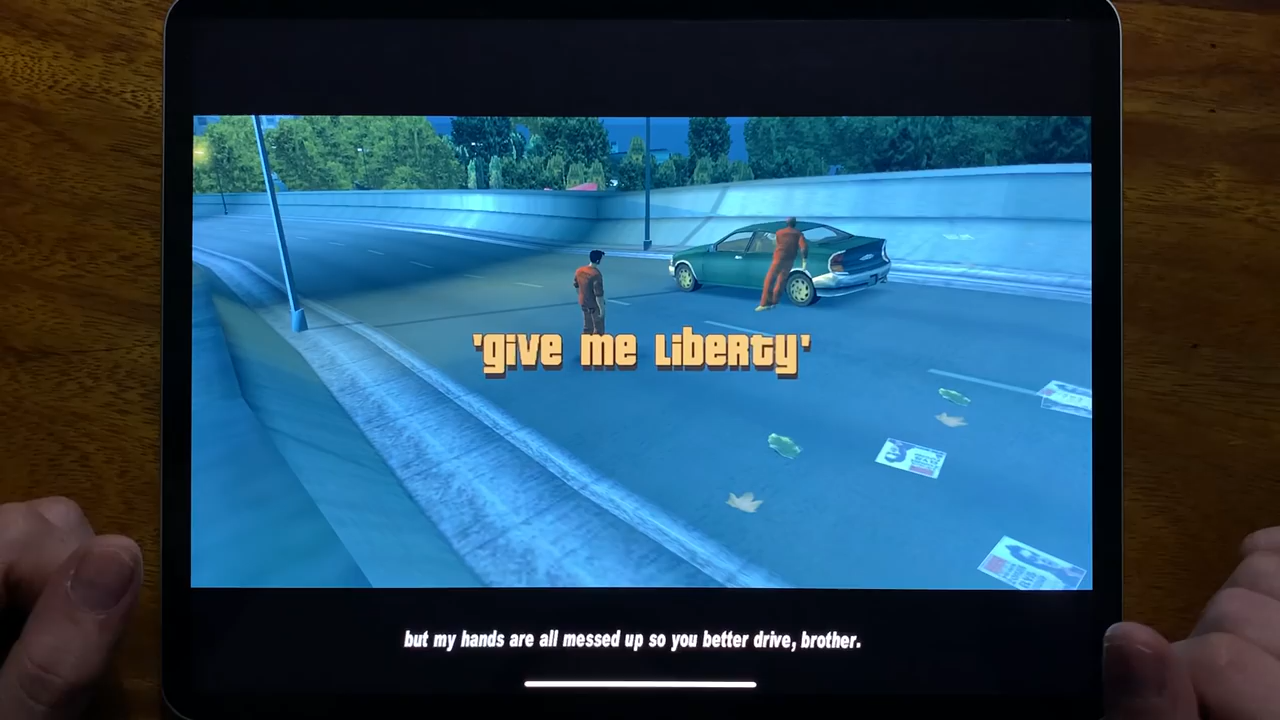 'give me liberty'
but my hands are all messed up so you better drive, brother.